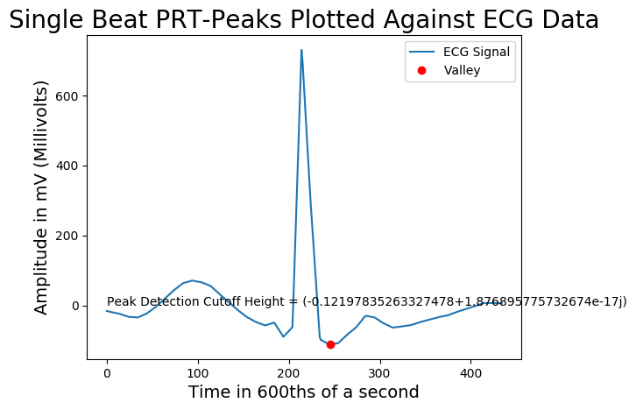 Single Beat PRT-Peaks Plotted Against ECG Data
ECG Signal
Valley
Amplitude in mV (Millivolts)
600
400
200
0
Peak Detection Cutoff Height = (-0.12197835263327478+1.876895775732674e-17j)
0 100 200 300 400
Time in 600ths of a second